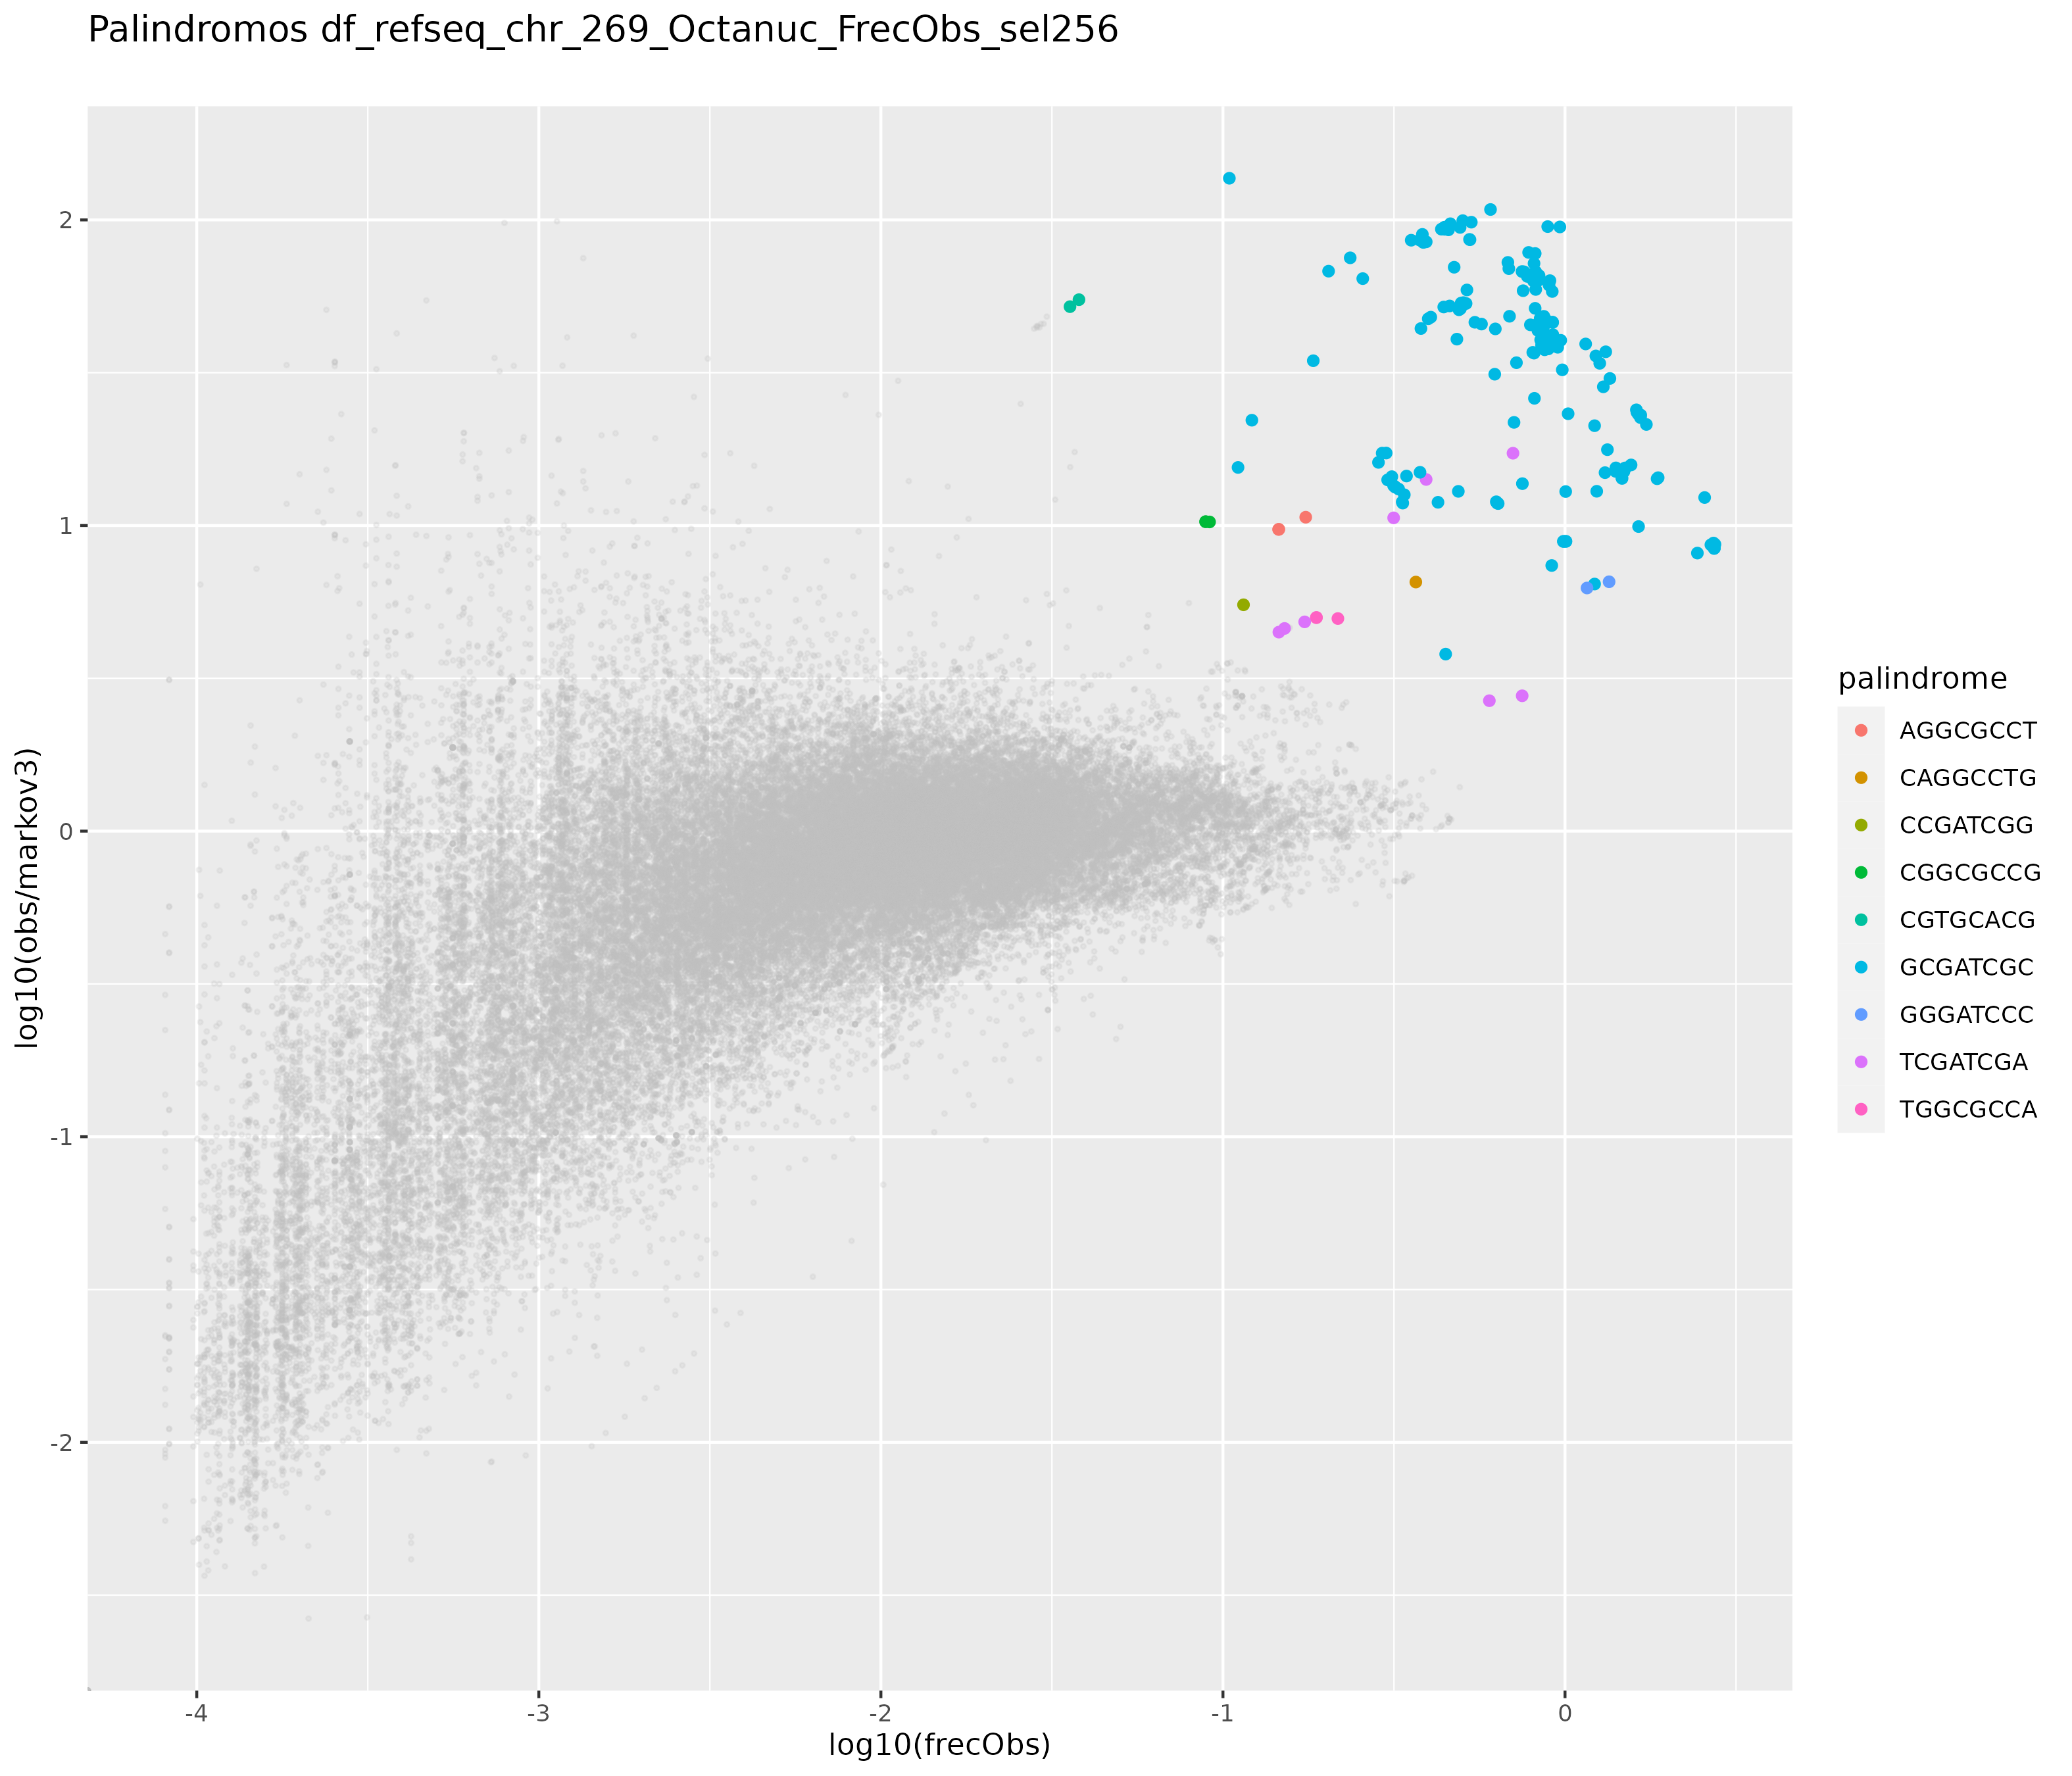 Palindromos df_refseq_chr_269_Octanuc_FrecObs_sel256
log10(obs/markov3)
2
1
0
-1
-2
-4
-3
-2
-1
0
log10(frecObs)
palindrome
AGGCGCCT
CAGGCCTG
CCGATCGG
CGGCGCCG
CGTGCACG
GCGATCGC
GGGATCCC
TCGATCGA
TGGCGCCA